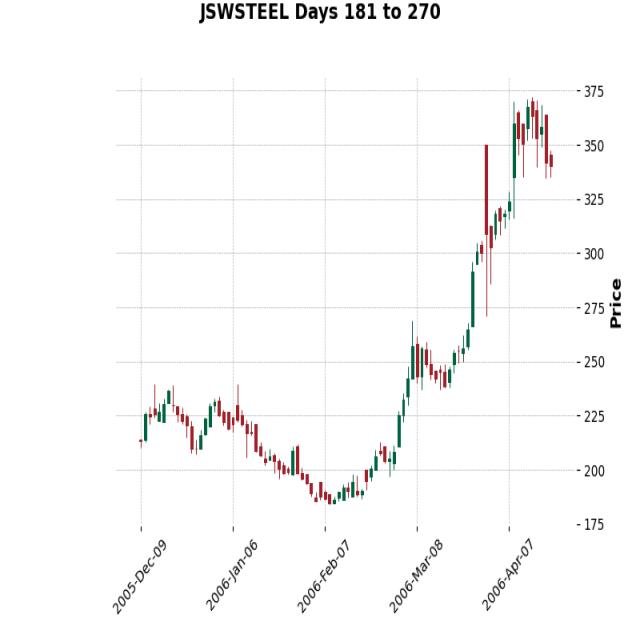 JSWSTEEL Days 181 to 270
375
350
325
300
275
250
225
200
175
Price
2005-Dec-09
2006-Jan-06
2006-Feb-07
2006-Mar-08
2006-Apr-07